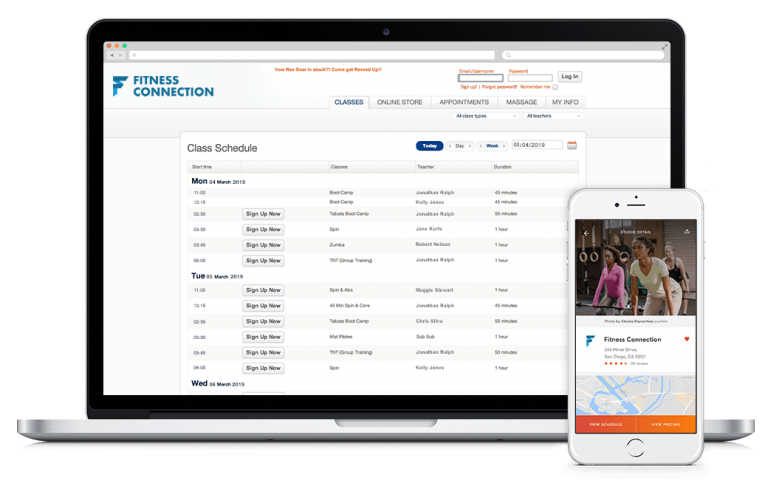 Now Rev Gear in stock!!! Come get Revved Up!!
Email/Username
Password
Log In
Sign up! | Forgot password? Remember me
FITNESS
CONNECTION
CLASSES ONLINE STORE APPOINTMENTS MASSAGE MY INFO
All class types All teachers
Class Schedule Today Day Week 03/04/2019
Start time Classes Teacher Duration
Mon 04 March 2019
11:00 Boot Camp Jonathan Ralph 45 minutes
12:15 Boot Camp Kelly Jones 45 minutes
02:30 Sign Up Now Tabata Boot Camp Jonathan Ralph 55 minutes
03:30 Sign Up Now Spin Jane Kerfs 1 hour
03:45 Sign Up Now Zumba Robert Nelson 1 hour
06:00 Sign Up Now TNT (Group Training) Jonathan Ralph 1 hour
Tue 05 March 2019
11:00 Sign Up Now Spin & Abs Maggie Stewart 1 hour
12:15 Sign Up Now 40 Min Spin & Core Jonathan Ralph 45 minutes
02:30 Sign Up Now Tabata Boot Camp Chris Silva 55 minutes
03:30 Sign Up Now Mat Pilates Sub Sub 1 hour
03:45 Sign Up Now TNT (Group Training) Jonathan Ralph 50 minutes
06:00 Sign Up Now Spin Kelly Jones 1 hour
Wed 06 March 2019
STUDIO DETAIL
Photo by
Fitness Connection
Minor Drive,
San Diego, CA 92121
reviews
VIEW SCHEDULE VIEW PRICING